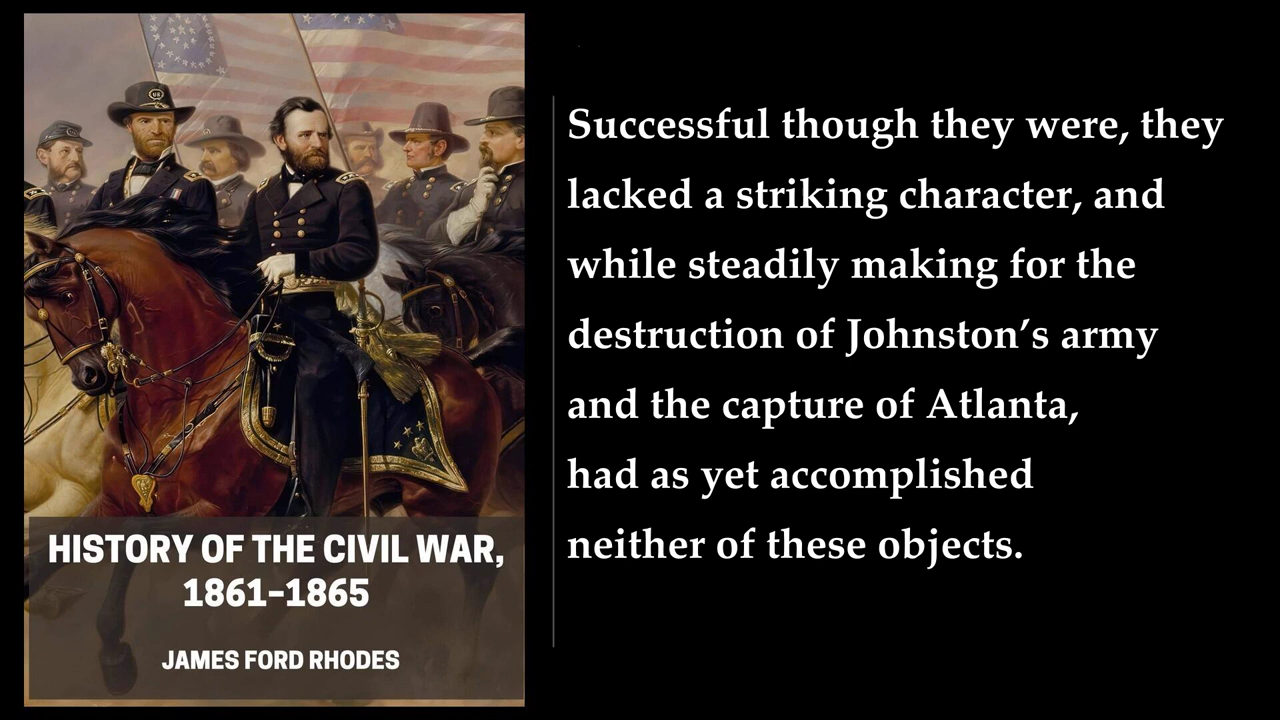 HISTORY OF THE CIVIL WAR,
1861–1865
JAMES FORD RHODES
Successful though they were, they
lacked a striking character, and
while steadily making for the
destruction of Johnston’s army
and the capture of Atlanta,
had as yet accomplished
neither of these objects.